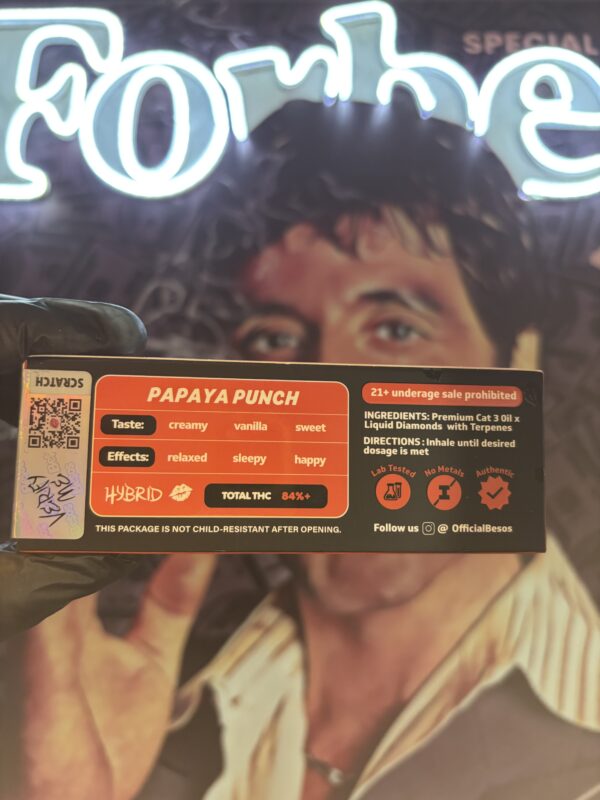 SPECIAL
Forbe
SCRATCH
PAPAYA PUNCH
Taste: creamy vanilla sweet
Effects: relaxed sleepy happy
HYBRID TOTAL THC 84%+
THIS PACKAGE IS NOT CHILD-RESISTANT AFTER OPENING.
21+ underage sale prohibited
INGREDIENTS: Premium Cat 3 Oil x
Liquid Diamonds with Terpenes
DIRECTIONS: Inhale until desired
dosage is met
Lab Tested
No Metals
Authentic
Follow us @ OfficialBesos